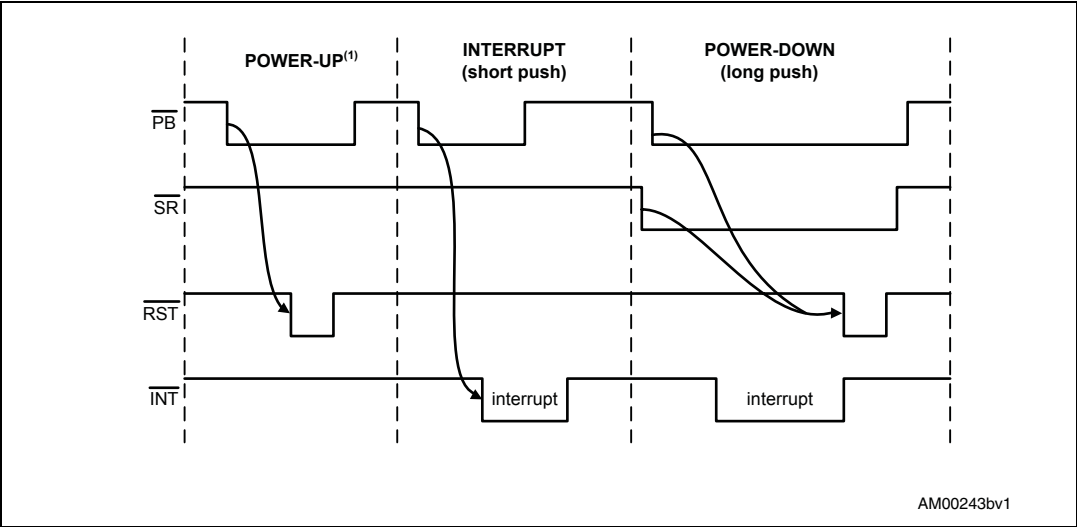 POWER-UP(1)
INTERRUPT
(short push)
POWER-DOWN
(long push)
PB
SR
RST
INT
interrupt
interrupt
AM00243bv1